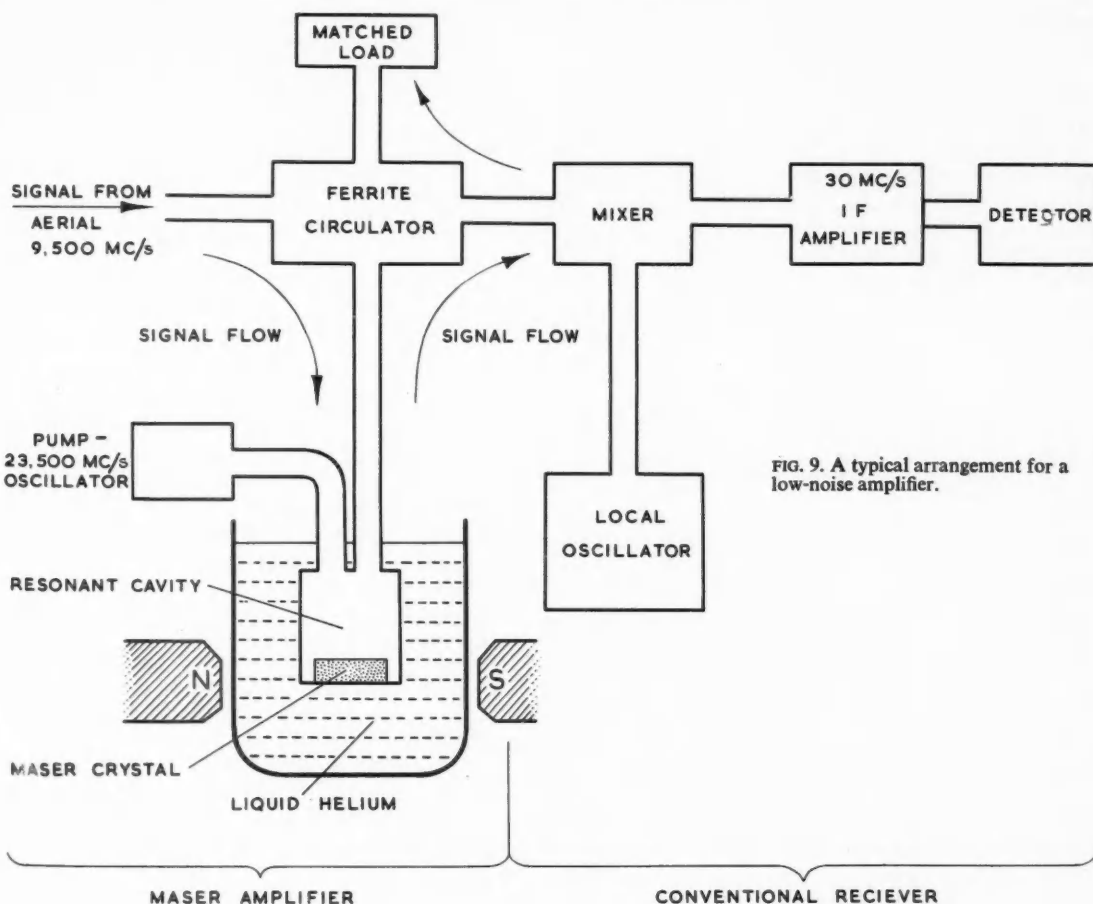 MATCHED
LOAD
SIGNAL FROM
AERIAL
9,500 MC/S
FERRITE
CIRCULATOR
MIXER
30 MC/S
I F
AMPLIFIER
DETECTOR
SIGNAL FLOW
SIGNAL FLOW
PUMP –
23,500 MC/S
OSCILLATOR
LOCAL
OSCILLATOR
FIG. 9. A typical arrangement for a
low-noise amplifier.
RESONANT CAVITY
N
S
MASER CRYSTAL
LIQUID HELIUM
MASER AMPLIFIER
CONVENTIONAL RECIEVER